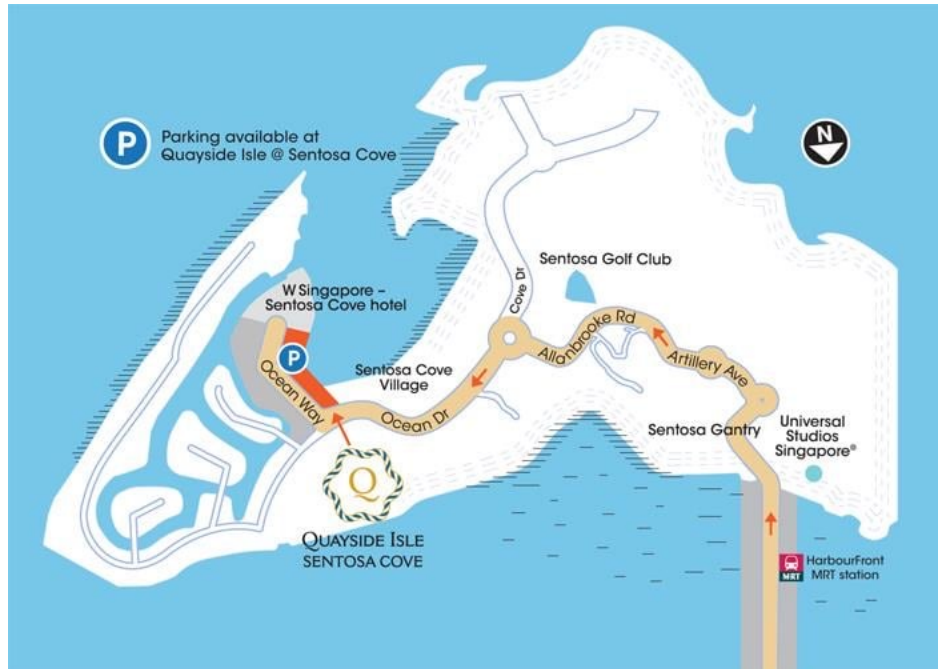 P
Parking available at
Quayside Isle @ Sentosa Cove
N
Sentosa Golf Club
Cove Dr
W Singapore –
Sentosa Cove hotel
P
Allanbrooke Rd
Artillery Ave
Sentosa Cove
Village
Ocean Way
Ocean Dr
Sentosa Gantry
Universal
Studios
Singapore®
Q
QUAYSIDE ISLE
SENTOSA COVE
MRT
HarbourFront
MRT station